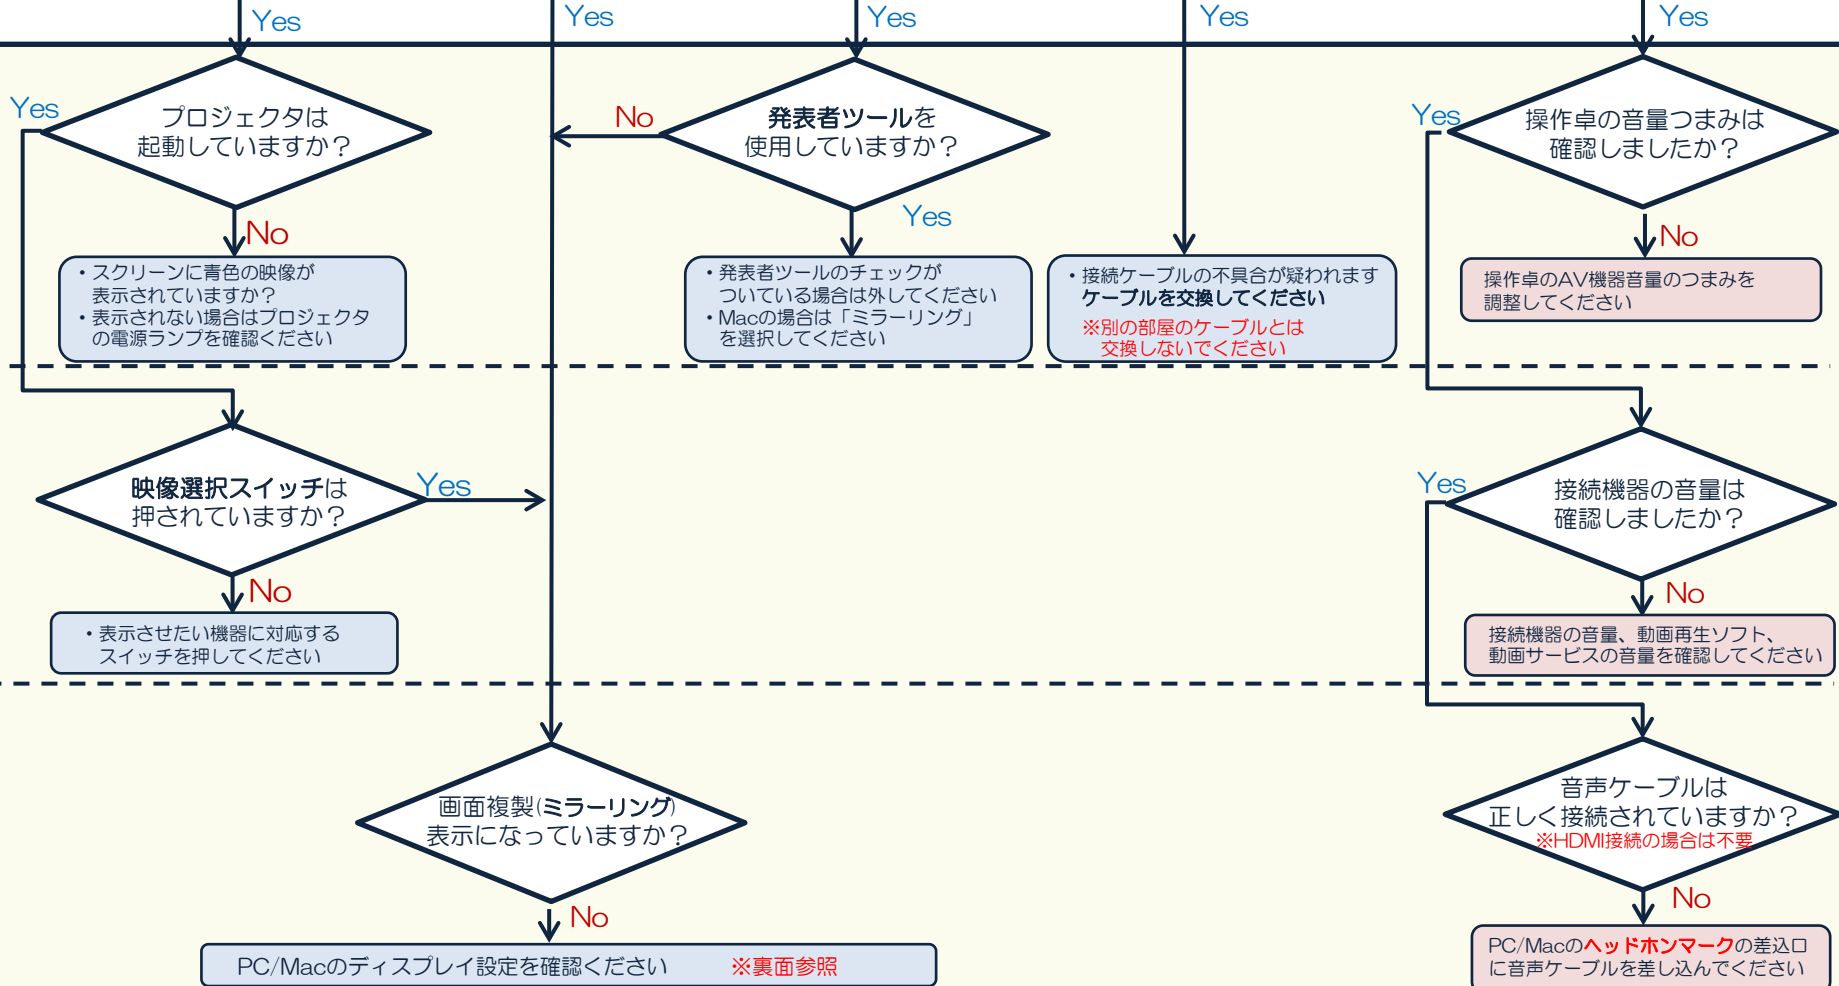 Yes
Yes
Yes
Yes
Yes
Yes
プロジェクタは
起動していますか？
No
・スクリーンに青色の映像が
表示されていますか？
・表示されない場合はプロジェクタ
の電源ランプを確認ください
No
発表者ツールを
使用していますか？
Yes
・発表者ツールのチェックが
ついている場合は外してください
・Macの場合は「ミラーリング」
を選択してください
・接続ケーブルの不具合が疑われます
ケーブルを交換してください
※別の部屋のケーブルとは
交換しないでください
Yes
操作卓の音量つまみは
確認しましたか？
No
操作卓のAV機器音量のつまみを
調整してください
映像選択スイッチは
押されていますか？
Yes
No
・表示させたい機器に対応する
スイッチを押してください
Yes
接続機器の音量は
確認しましたか？
No
接続機器の音量、動画再生ソフト、
動画サービスの音量を確認してください
画面複製(ミラーリング)
表示になっていますか？
No
PC/Macのディスプレイ設定を確認ください ※裏面参照
音声ケーブルは
正しく接続されていますか？
※HDMI接続の場合は不要
No
PC/Macのヘッドホンマークの差込口
に音声ケーブルを差し込んでください